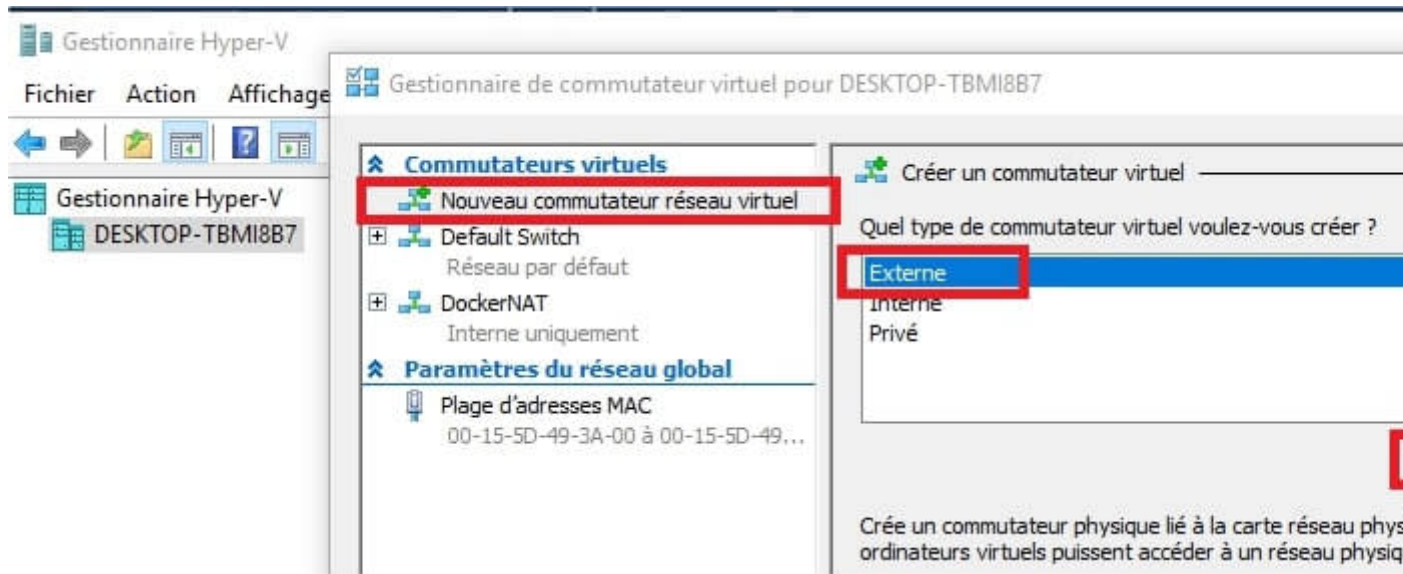 Gestionnaire Hyper-V
Fichier Action Affichage
Gestionnaire Hyper-V
DESKTOP-TBMI8B7
Gestionnaire de commutateur virtuel pour DESKTOP-TBMI8B7
Commutateurs virtuels
Nouveau commutateur réseau virtuel
Default Switch
Réseau par défaut
DockerNAT
Interne uniquement
Paramètres du réseau global
Plage d'adresses MAC
00-15-5D-49-3A-00 à 00-15-5D-49...
Créer un commutateur virtuel
Quel type de commutateur virtuel voulez-vous créer ?
Externe
Interne
Privé
Crée un commutateur physique lié à la carte réseau phys
ordinateurs virtuels puissent accéder à un réseau physiq